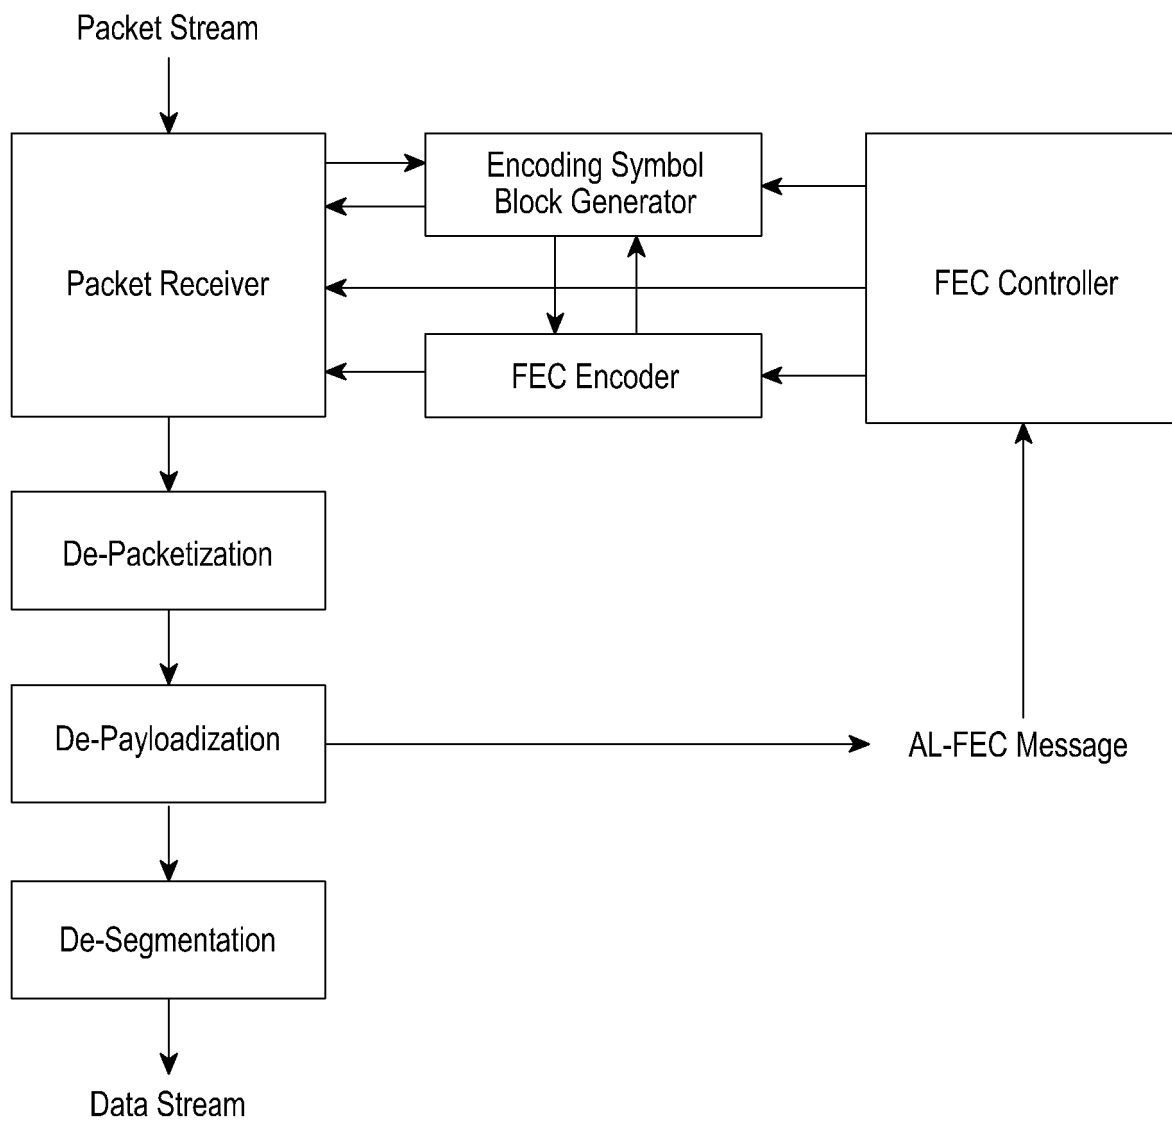 Packet Stream
Encoding Symbol
Block Generator
Packet Receiver
FEC Controller
FEC Encoder
De-Packetization
De-Payloadization
AL-FEC Message
De-Segmentation
Data Stream